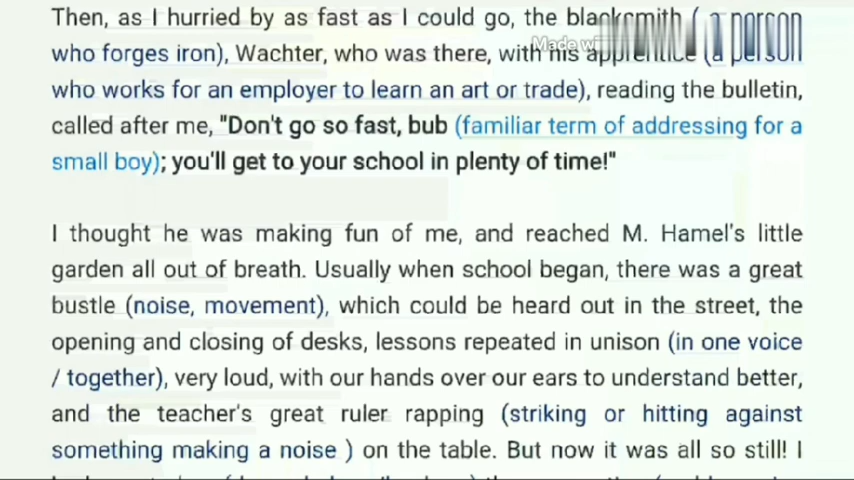 Then, as I hurried by as fast as I could go, the blacksmith ( a person
who forges iron), Wachter, who was there, with his apprentice (a person
who works for an employer to learn an art or trade), reading the bulletin,
called after me, "Don't go so fast, bub (familiar term of addressing for a
small boy); you'll get to your school in plenty of time!"
I thought he was making fun of me, and reached M. Hamel's little
garden all out of breath. Usually when school began, there was a great
bustle (noise, movement), which could be heard out in the street, the
opening and closing of desks, lessons repeated in unison (in one voice
/ together), very loud, with our hands over our ears to understand better,
and the teacher's great ruler rapping (striking or hitting against
something making a noise ) on the table. But now it was all so still! I